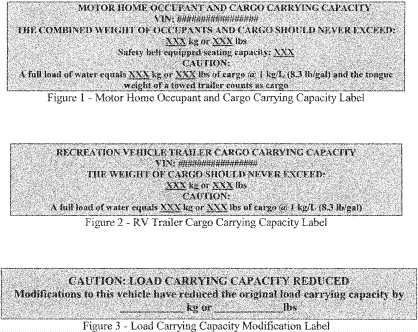 MOTOR HOME OCCUPANT AND CARGO CARRYING CAPACITY
VIN: #################
THE COMBINED WEIGHT OF OCCUPANTS AND CARGO SHOULD NEVER EXCEED:
XXX kg or XXX lbs
Safety belt equipped seating capacity: XXX
CAUTION:
A full load of water equals XXX kg or XXX lbs of cargo @ 1 kg/L (8.3 lb/gal) and the tongue
weight of a towed trailer counts as cargo
Figure 1 - Motor Home Occupant and Cargo Carrying Capacity Label
RECREATION VEHICLE TRAILER CARGO CARRYING CAPACITY
VIN: #################
THE WEIGHT OF CARGO SHOULD NEVER EXCEED:
XXX kg or XXX lbs
CAUTION:
A full load of water equals XXX kg or XXX lbs of cargo @ 1 kg/L (8.3 lb/gal)
Figure 2 - RV Trailer Cargo Carrying Capacity Label
CAUTION: LOAD CARRYING CAPACITY REDUCED
Modifications to this vehicle have reduced the original load carrying capacity by
____________ kg or ____________ lbs
Figure 3 - Load Carrying Capacity Modification Label